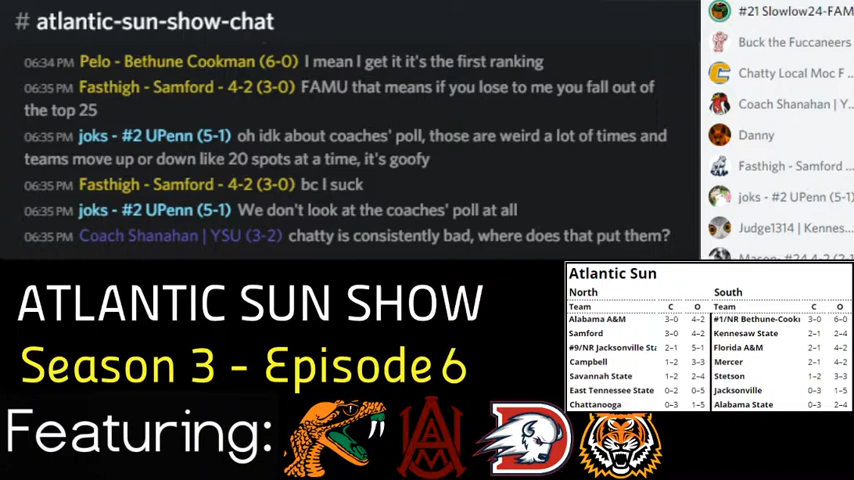 # atlantic-sun-show-chat
06:34 PM Pelo - Bethune Cookman (6-0) I mean I get it it's the first ranking
06:35 PM Fasthigh - Samford - 4-2 (3-0) FAMU that means if you lose to me you fall out of
the top 25
06:35 PM joks - #2 UPenn (5-1) oh idk about coaches' poll, those are weird a lot of times and
teams move up or down like 20 spots at a time, it's goofy
06:35 PM Fasthigh - Samford - 4-2 (3-0) bc I suck
06:35 PM joks - #2 UPenn (5-1) We don't look at the coaches' poll at all
06:35 PM Coach Shanahan | YSU (3-2) chatty is consistently bad, where does that put them?
#21 Slowlow24-FAM
Buck the Fuccaneers
Chatty Local Moc F ...
Coach Shanahan | Y...
Danny
Fasthigh - Samford ...
joks - #2 UPenn (5-1)
Judge1314 | Kennes...
Mason- #24 4-2 (2-1
ATLANTIC SUN SHOW
Season 3 - Episode 6
Featuring:
Atlantic Sun
North South
Team C O Team C O
Alabama A&M 3-0 4-2 #1/NR Bethune-Cook 3-0 6-0
Samford 3-0 4-2 Kennesaw State 2-1 2-4
#9/NR Jacksonville Sta 2-1 5-1 Florida A&M 2-1 4-2
Campbell 1-2 3-3 Mercer 2-1 4-2
Savannah State 1-2 2-4 Stetson 1-2 3-3
East Tennessee State 0-2 0-5 Jacksonville 0-3 1-5
Chattanooga 0-3 1-5 Alabama State 0-3 2-4